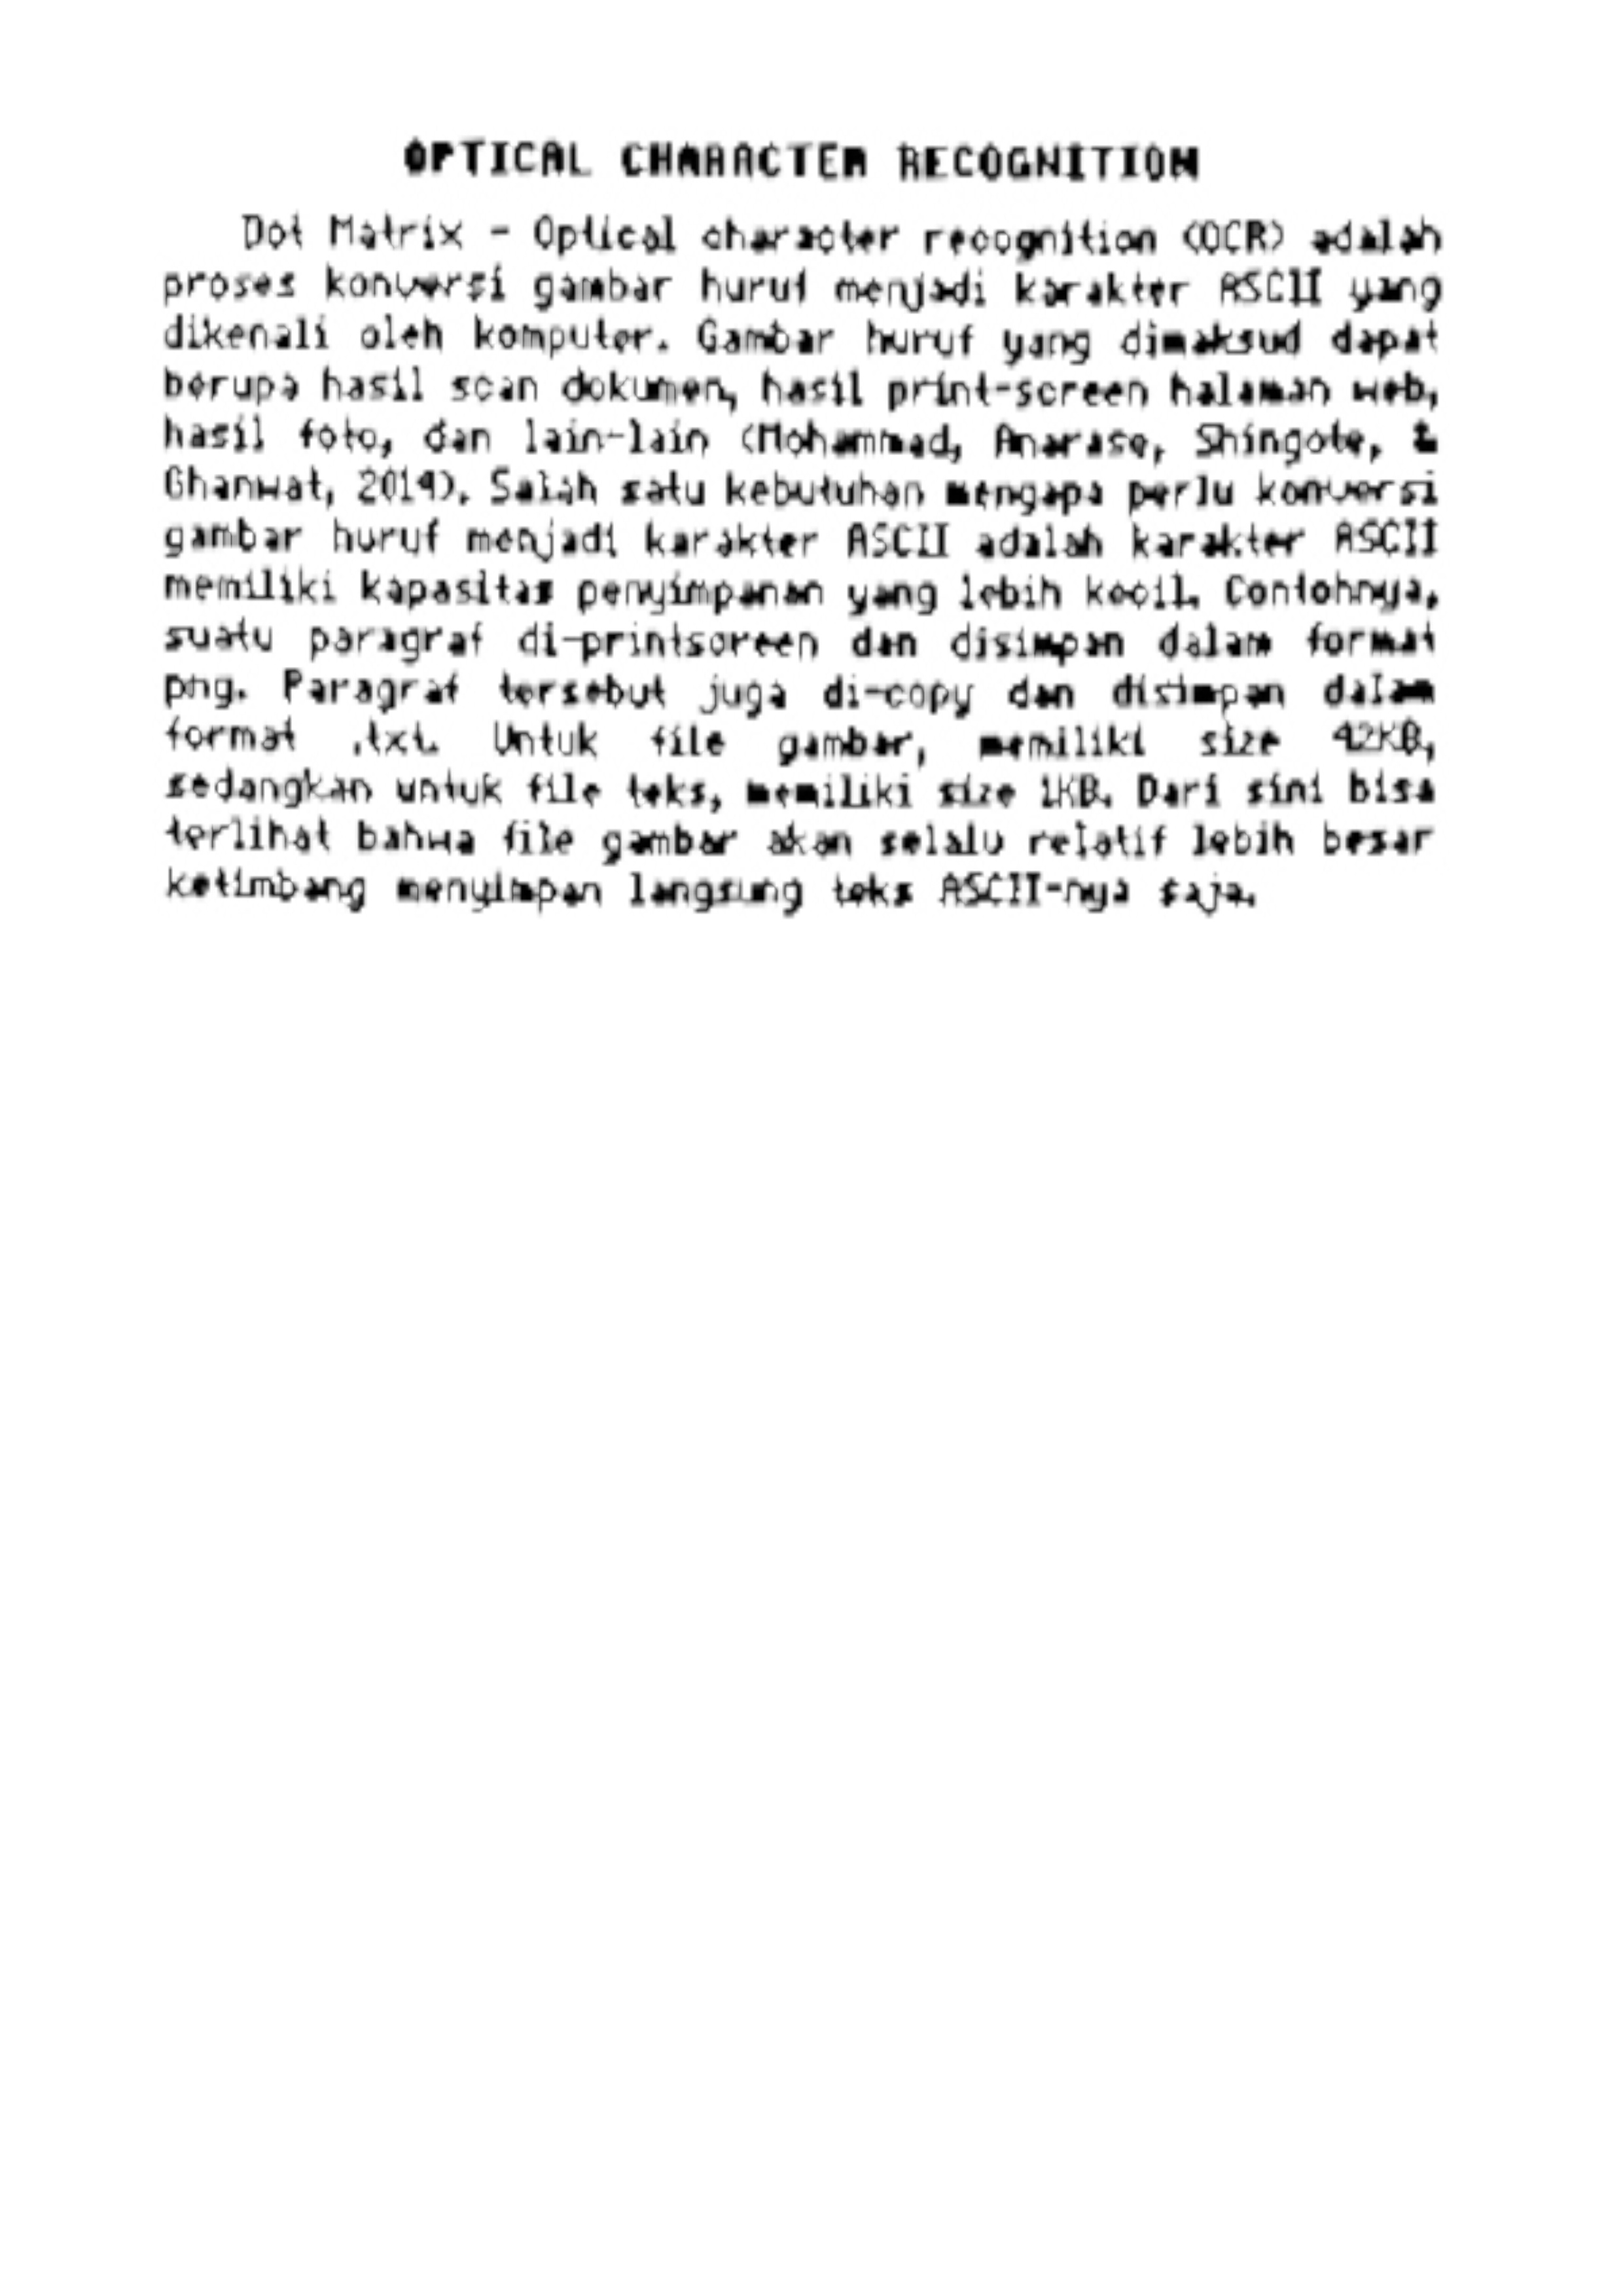 OPTICAL CHARACTER RECOGNITION
Dot Matrix - Optical character recognition (OCR) adalah
proses konversi gambar huruf menjadi karakter ASCII yang
dikenali oleh komputer. Gambar huruf yang dimaksud dapat
berupa hasil scan dokumen, hasil print-screen halaman web,
hasil foto, dan lain-lain (Mohammad, Anarase, Shingote, &
Ghanwat, 2014). Salah satu kebutuhan mengapa perlu konversi
gambar huruf menjadi karakter ASCII adalah karakter ASCII
memiliki kapasitas penyimpanan yang lebih kecil. Contohnya,
suatu paragraf di-printscreen dan disimpan dalam format
png. Paragraf tersebut juga di-copy dan disimpan dalam
format .txt. Untuk file gambar, memiliki size 42KB,
sedangkan untuk file teks, memiliki size 1KB. Dari sini bisa
terlihat bahwa file gambar akan selalu relatif lebih besar
ketimbang menyimpan langsung teks ASCII-nya saja.